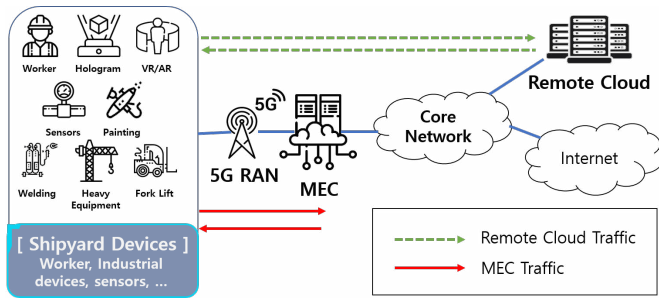 Worker
Hologram
VR/AR
Sensors
Painting
Welding
Heavy
Equipment
Fork Lift
[ Shipyard Devices ]
Worker, Industrial
devices, sensors, ...
5G
5G RAN
MEC
Core
Network
Remote Cloud
Internet
Remote Cloud Traffic
MEC Traffic